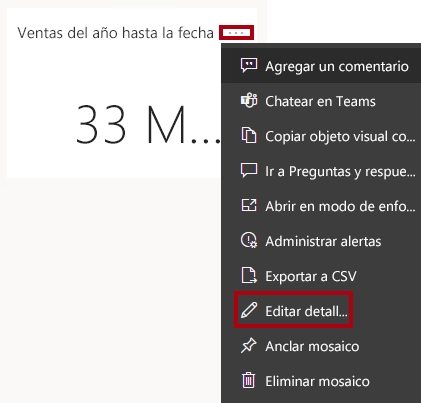 Ventas del año hasta la fecha ...
33 M...
Agregar un comentario
Chatear en Teams
Copiar objeto visual co...
Ir a Preguntas y respue...
Abrir en modo de enfo...
Administrar alertas
Exportar a CSV
Editar detall...
Anclar mosaico
Eliminar mosaico